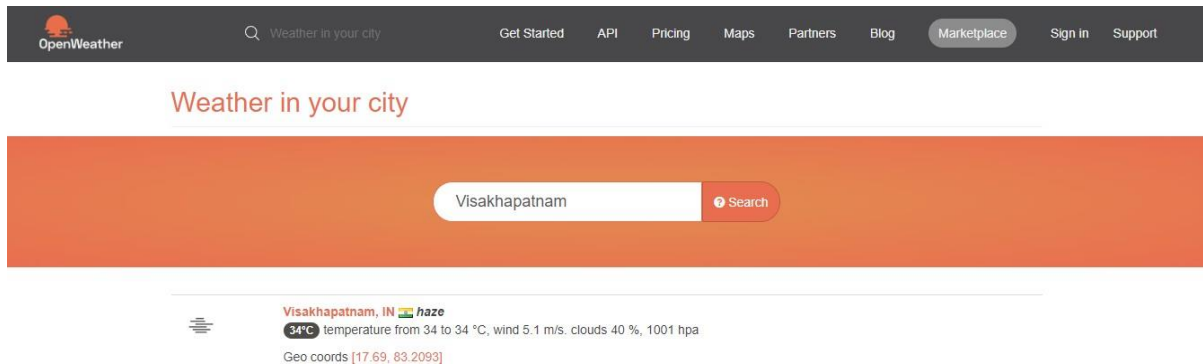 OpenWeather
Weather in your city
Get Started API Pricing Maps Partners Blog Marketplace Sign in Support
Weather in your city
Visakhapatnam
Search
Visakhapatnam, IN haze
34°C temperature from 34 to 34 °C, wind 5.1 m/s. clouds 40 %, 1001 hpa
Geo coords [17.69, 83.2093]